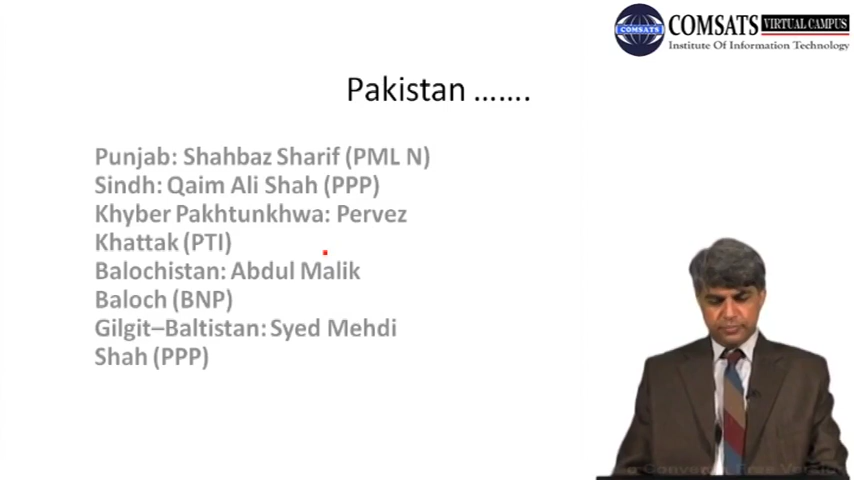 COMSATS
COMSATS VIRTUAL CAMPUS
Institute Of Information Technology
Pakistan .......
Punjab: Shahbaz Sharif (PML N)
Sindh: Qaim Ali Shah (PPP)
Khyber Pakhtunkhwa: Pervez
Khattak (PTI)
Balochistan: Abdul Malik
Baloch (BNP)
Gilgit–Baltistan: Syed Mehdi
Shah (PPP)